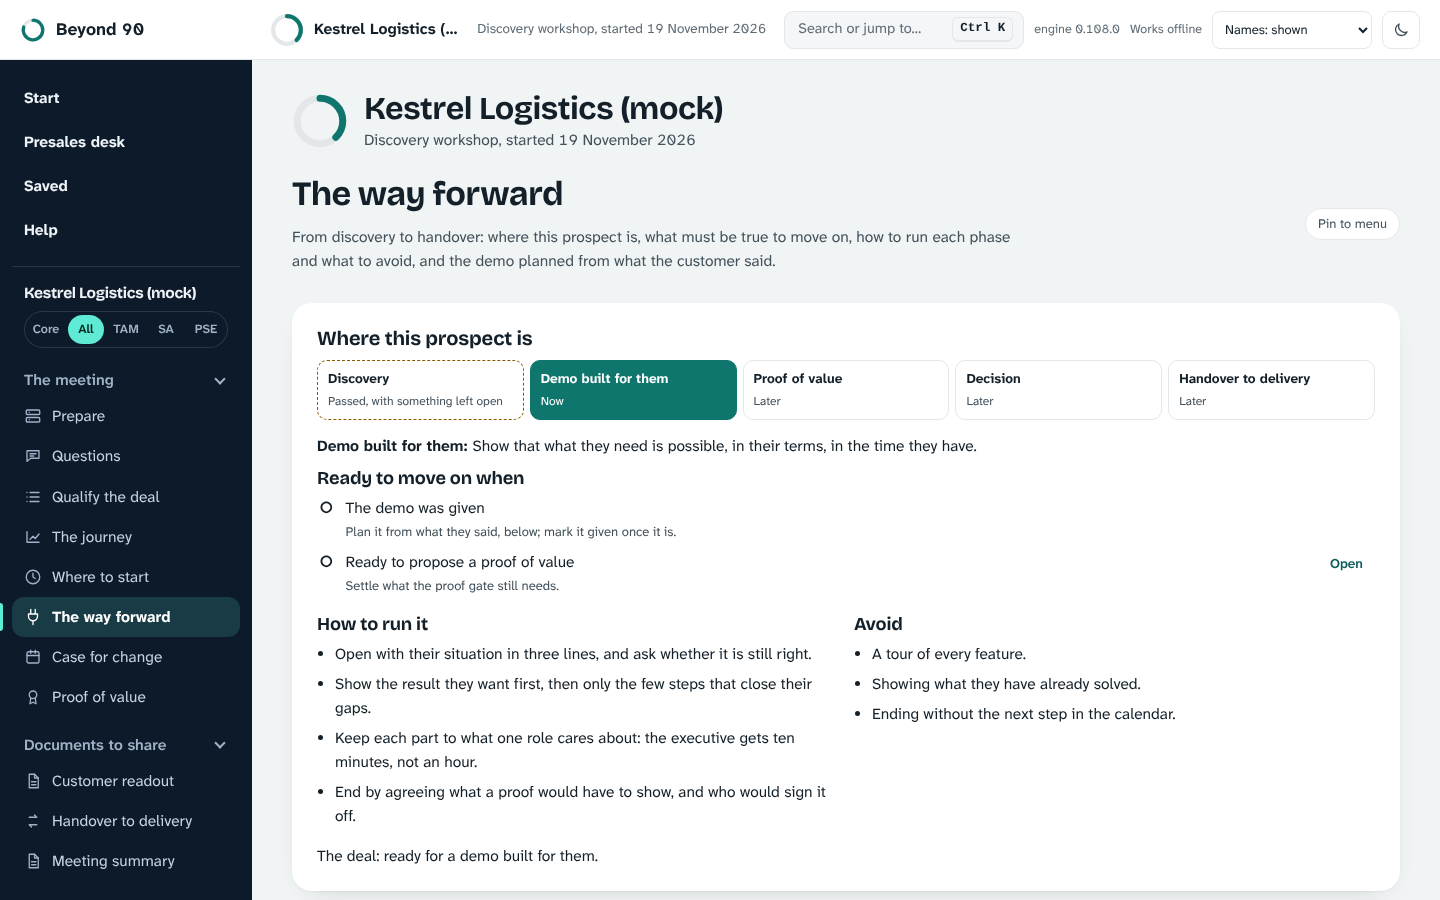 Beyond 90
Kestrel Logistics (...
Discovery workshop, started 19 November 2026
Search or jump to...
Ctrl K
engine 0.108.0
Works offline
Names: shown
Start
Presales desk
Saved
Help
Kestrel Logistics (mock)
Core
All
TAM
SA
PSE
The meeting
Prepare
Questions
Qualify the deal
The journey
Where to start
The way forward
Case for change
Proof of value
Documents to share
Customer readout
Handover to delivery
Meeting summary
Kestrel Logistics (mock)
Discovery workshop, started 19 November 2026
The way forward
From discovery to handover: where this prospect is, what must be true to move on, how to run each phase
and what to avoid, and the demo planned from what the customer said.
Pin to menu
Where this prospect is
Discovery
Passed, with something left open
Demo built for them
Now
Proof of value
Later
Decision
Later
Handover to delivery
Later
Demo built for them: Show that what they need is possible, in their terms, in the time they have.
Ready to move on when
The demo was given
Plan it from what they said, below; mark it given once it is.
Ready to propose a proof of value
Settle what the proof gate still needs.
Open
How to run it
Open with their situation in three lines, and ask whether it is still right.
Show the result they want first, then only the few steps that close their
gaps.
Keep each part to what one role cares about: the executive gets ten
minutes, not an hour.
End by agreeing what a proof would have to show, and who would sign it
off.
Avoid
A tour of every feature.
Showing what they have already solved.
Ending without the next step in the calendar.
The deal: ready for a demo built for them.